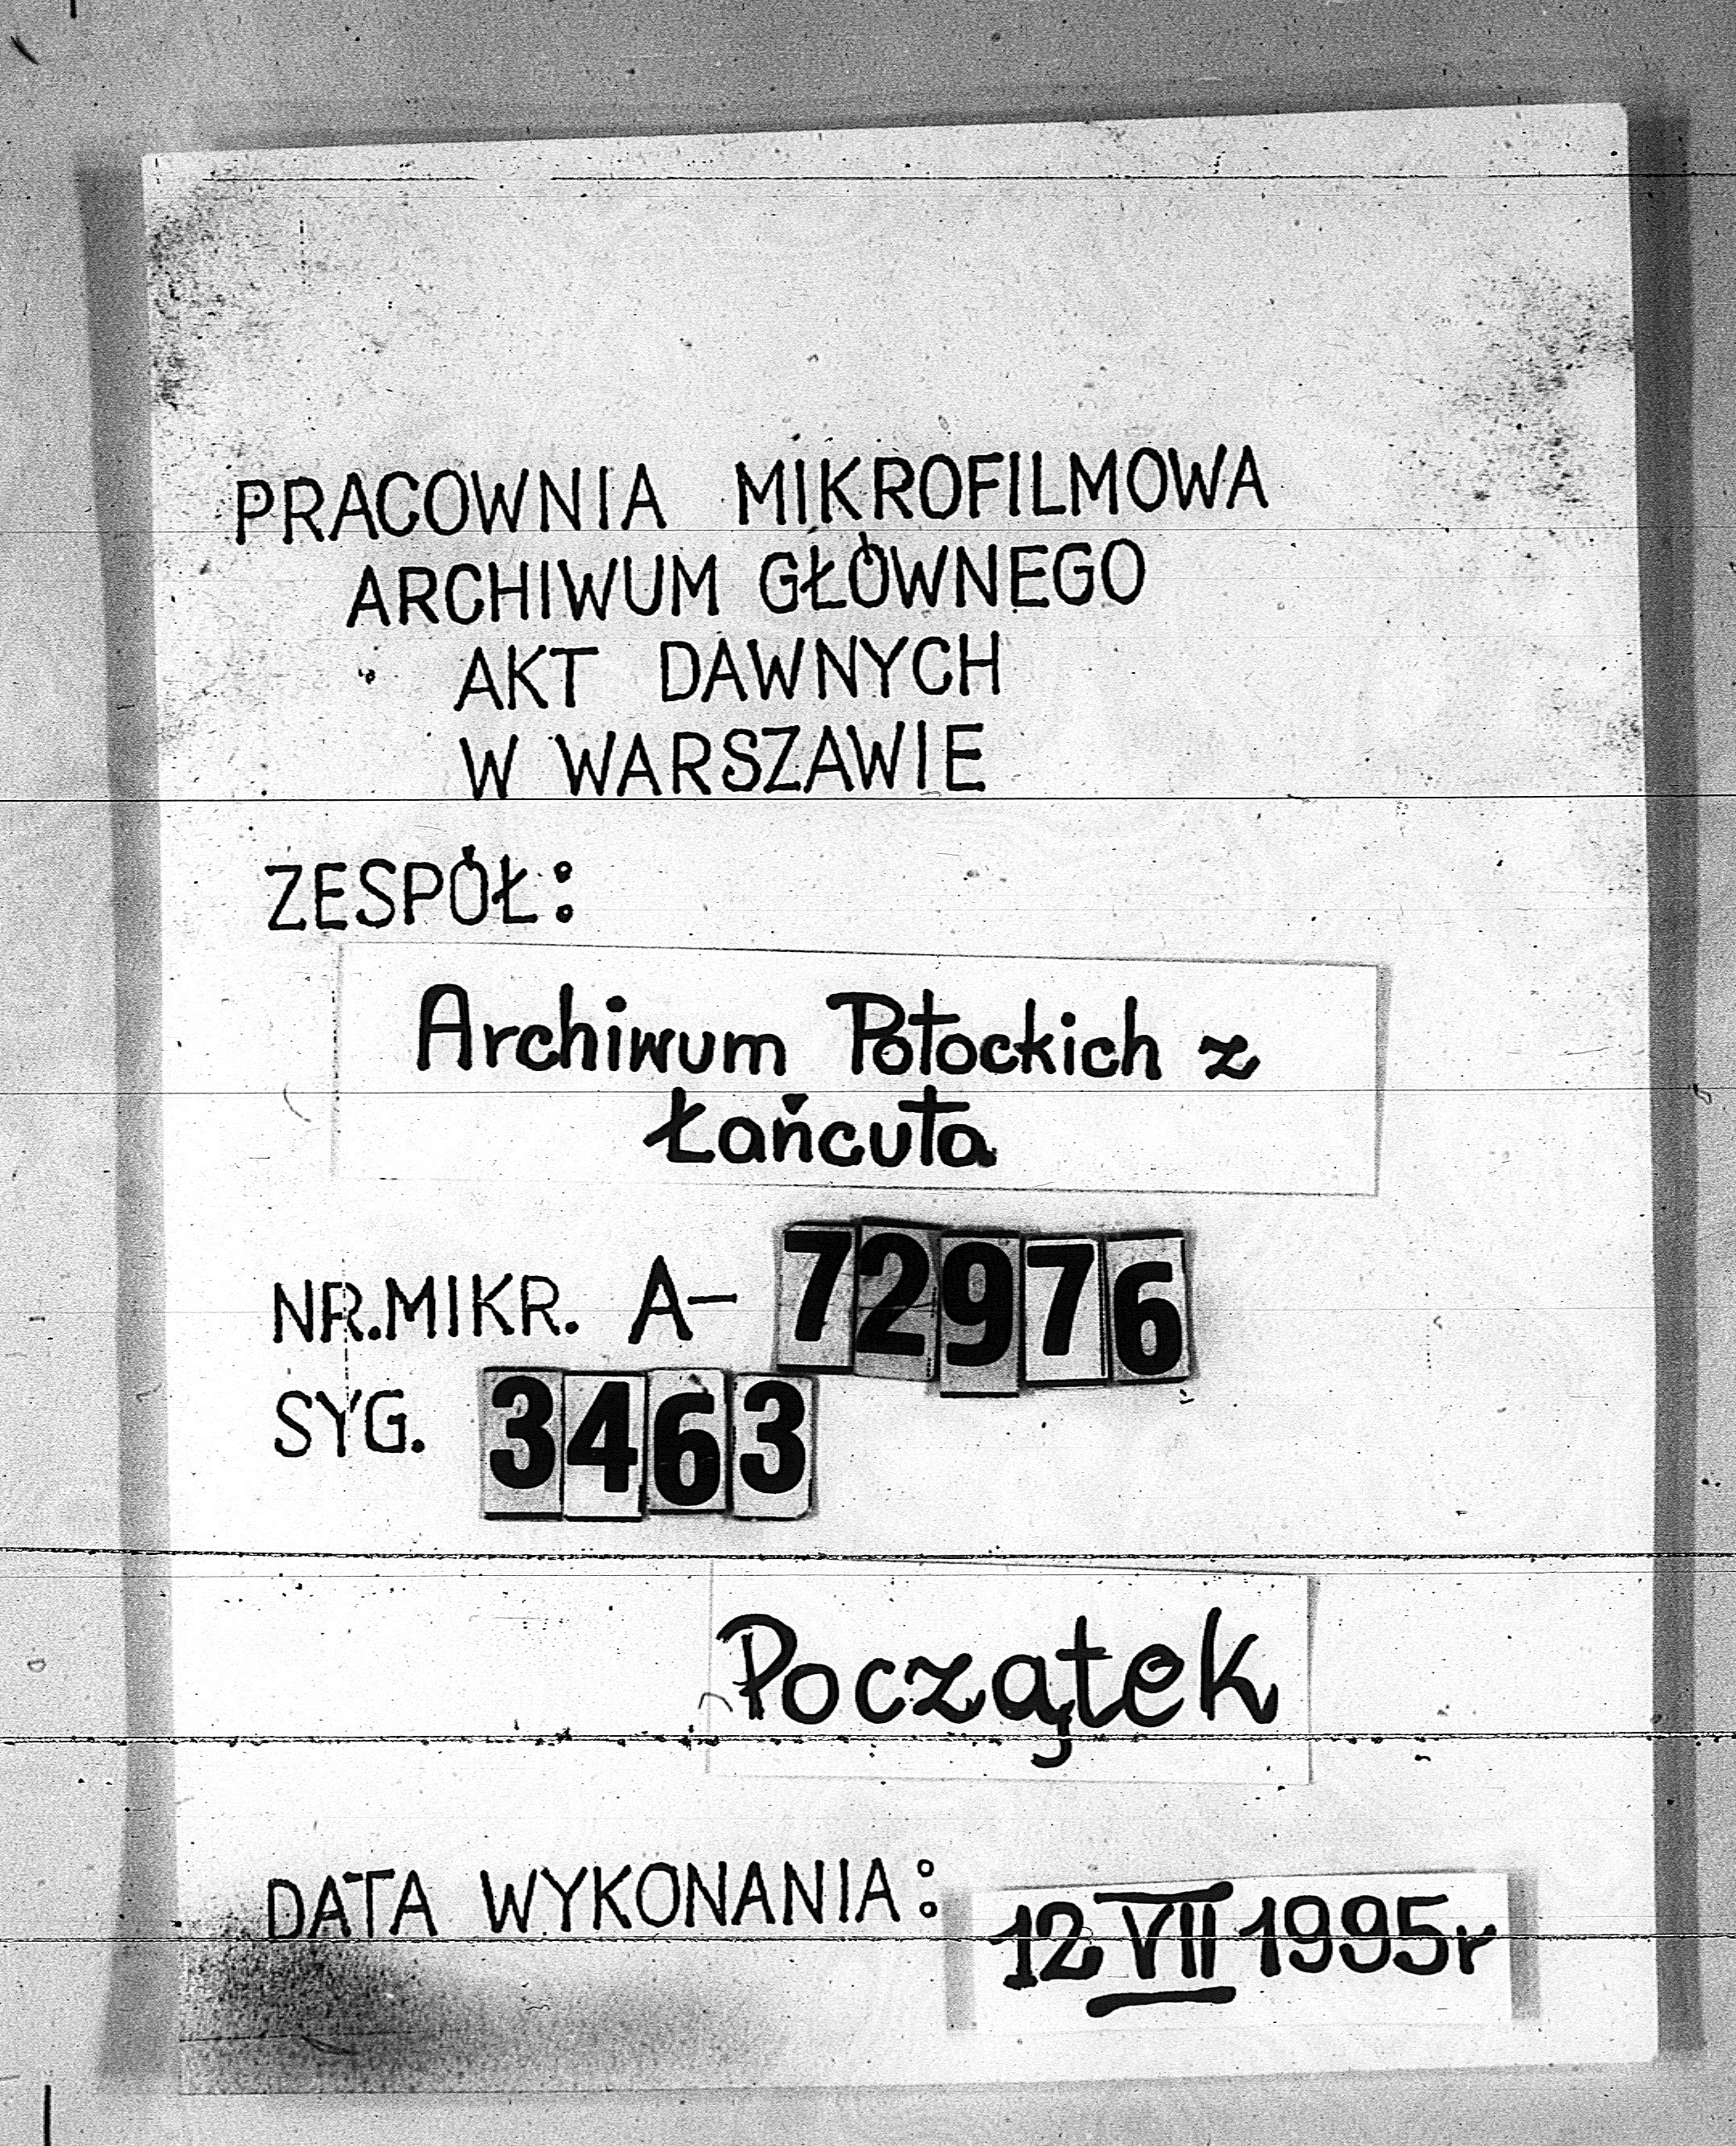 PRACOWNIA MIKROFILMOWA
ARCHIWUM GŁÓWNEGO
AKT DAWNYCH
W WARSZAWIE
ZESPÓŁ:
Archiwum Potockich z
Łańcuta
NR.MIKR. A- 72976
SYG. 3463
Początek
DATA WYKONANIA: 12 VII 1995r